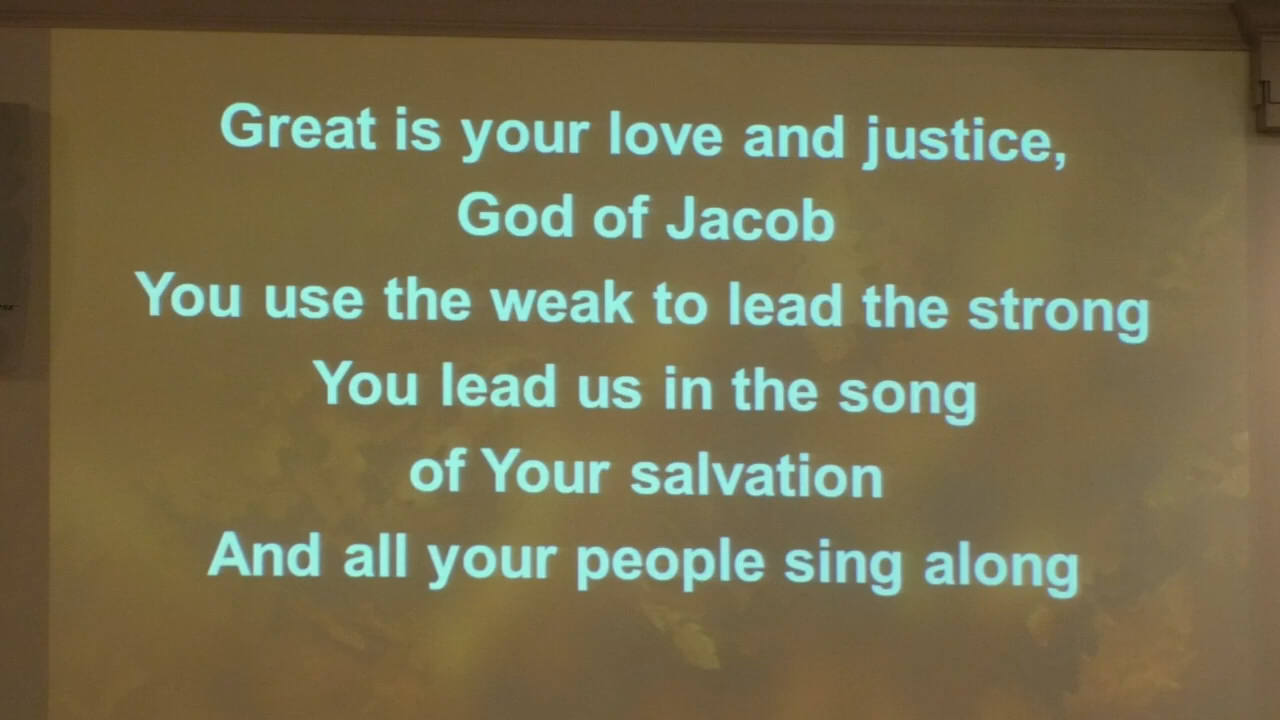 Great is your love and justice,
God of Jacob
You use the weak to lead the strong
You lead us in the song
of Your salvation
And all your people sing along